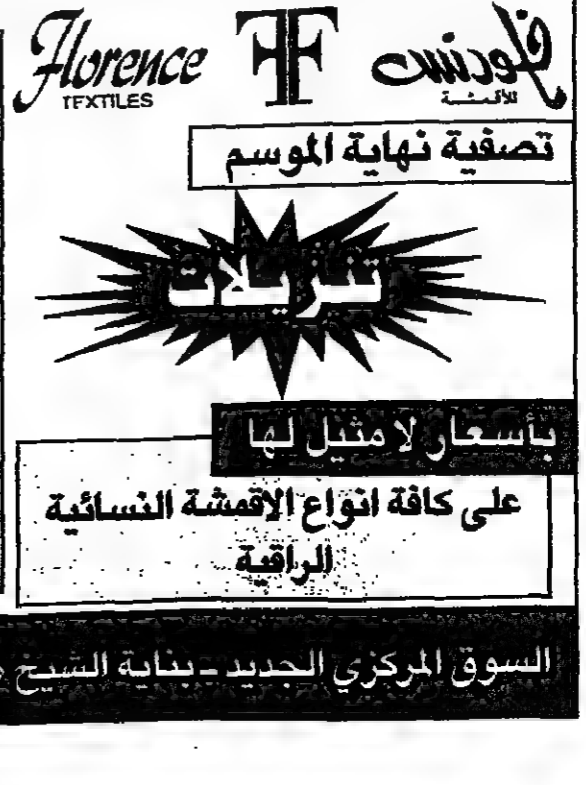 Florence
TEXTILES
فلورنس
للأقمشة
تصفية نهاية الموسم
تنزيلات
بأسعار لا مثيل لها
على كافة انواع الاقمشة النسائية
الراقية
السوق المركزي الجديد - بناية الشيخ